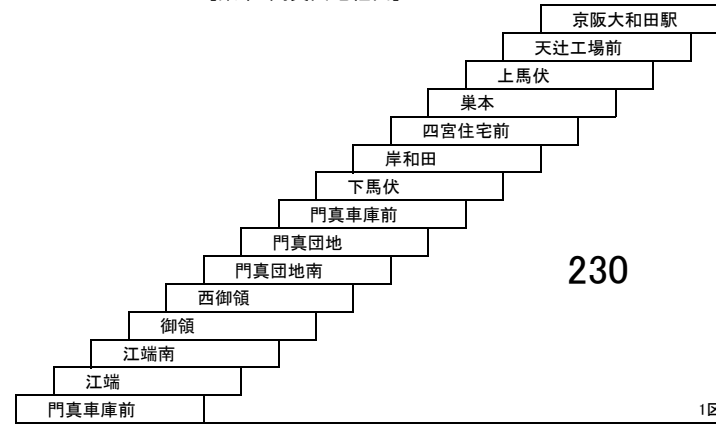 京阪大和田駅
天辻工場前
上馬伏
巣本
四宮住宅前
岸和田
下馬伏
門真車庫前
門真団地
門真団地南
230
西御領
御領
江端南
江端
門真車庫前
1区